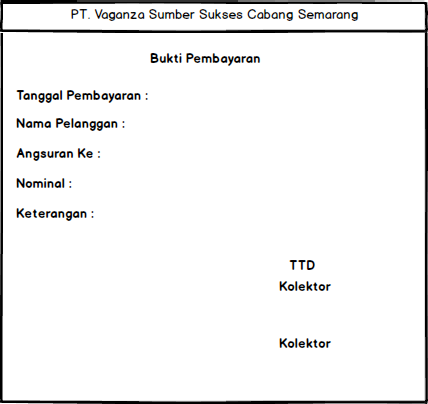 PT. Vaganza Sumber Sukses Cabang Semarang
Bukti Pembayaran
Tanggal Pembayaran :
Nama Pelanggan :
Angsuran Ke :
Nominal :
Keterangan :
TTD
Kolektor
Kolektor